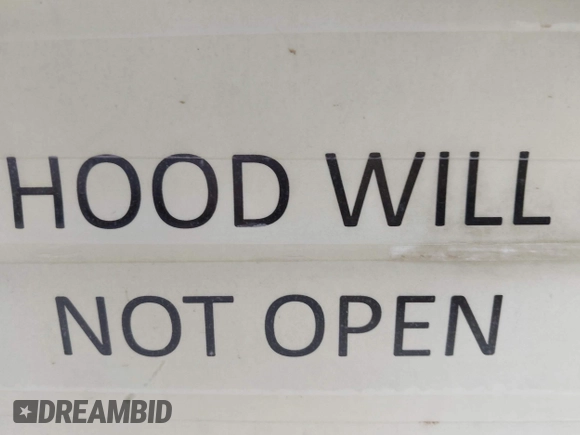 HOOD WILL
NOT OPEN
DREAMBID